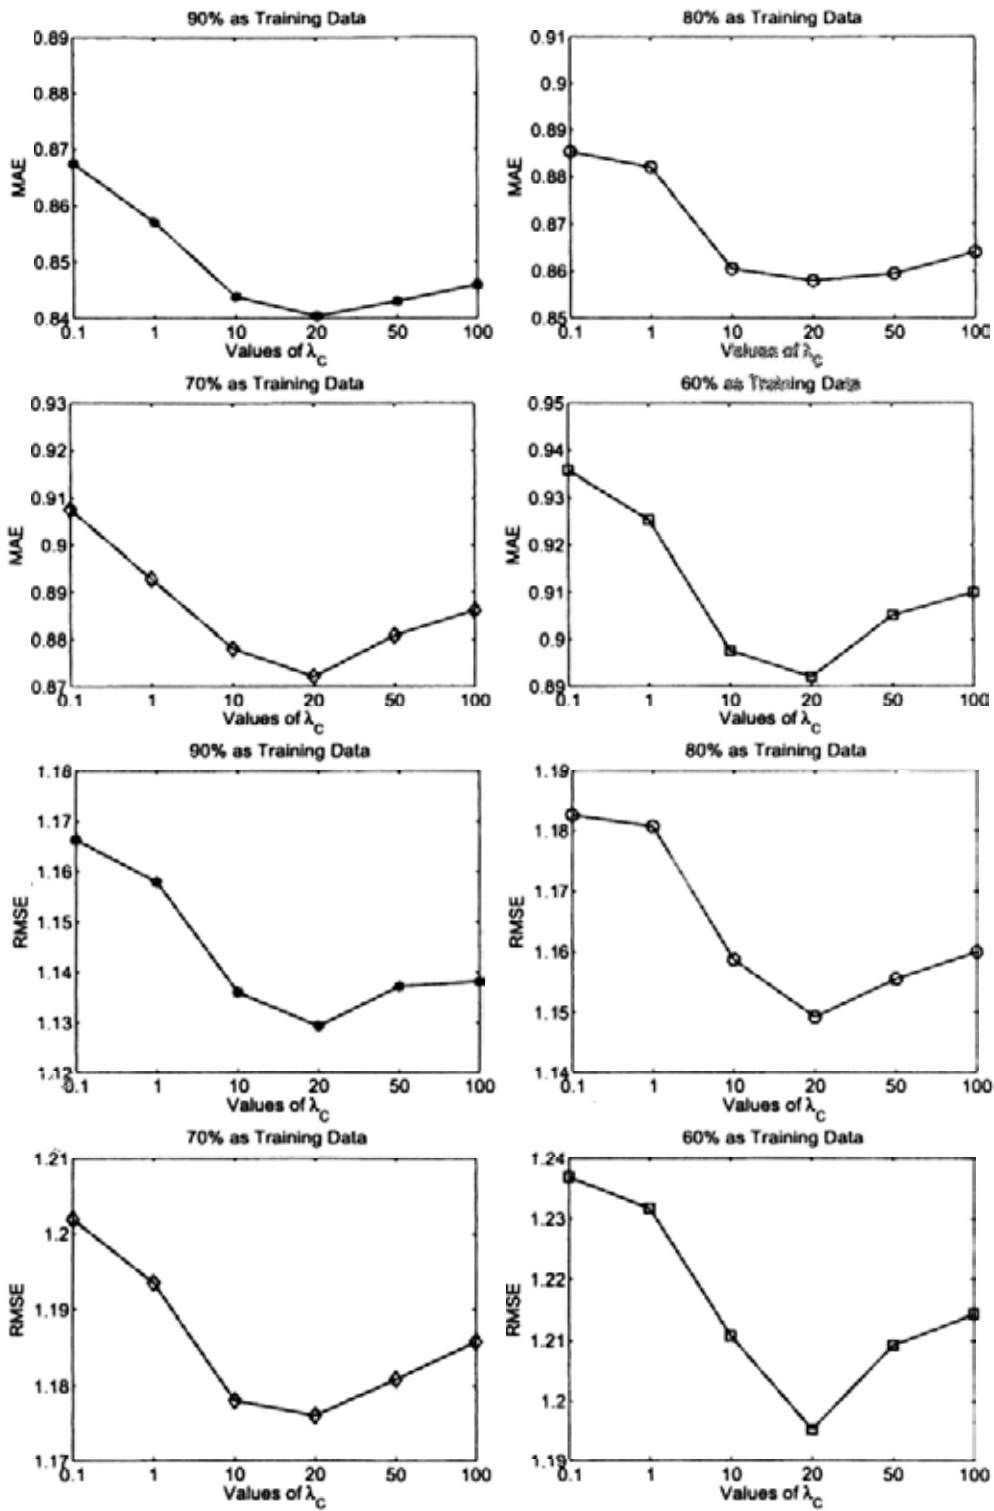 90% as Training Data
0.89
0.88
0.87
0.86
0.85
0.84
MAE
0.1 1 10 20 50 100
Values of λC
80% as Training Data
0.91
0.9
0.89
0.88
0.87
0.86
0.85
MAE
0.1 1 10 20 50 100
Values of λC
70% as Training Data
0.93
0.92
0.91
0.9
0.89
0.88
0.87
MAE
0.1 1 10 20 50 100
Values of λC
60% as Training Data
0.95
0.94
0.93
0.92
0.91
0.9
0.89
MAE
0.1 1 10 20 50 100
Values of λC
90% as Training Data
1.18
1.17
1.16
1.15
1.14
1.13
1.12
RMSE
0.1 1 10 20 50 100
Values of λC
80% as Training Data
1.19
1.18
1.17
1.16
1.15
1.14
RMSE
0.1 1 10 20 50 100
Values of λC
70% as Training Data
1.21
1.2
1.19
1.18
1.17
RMSE
0.1 1 10 20 50 100
Values of λC
60% as Training Data
1.24
1.23
1.22
1.21
1.2
1.19
RMSE
0.1 1 10 20 50 100
Values of λC